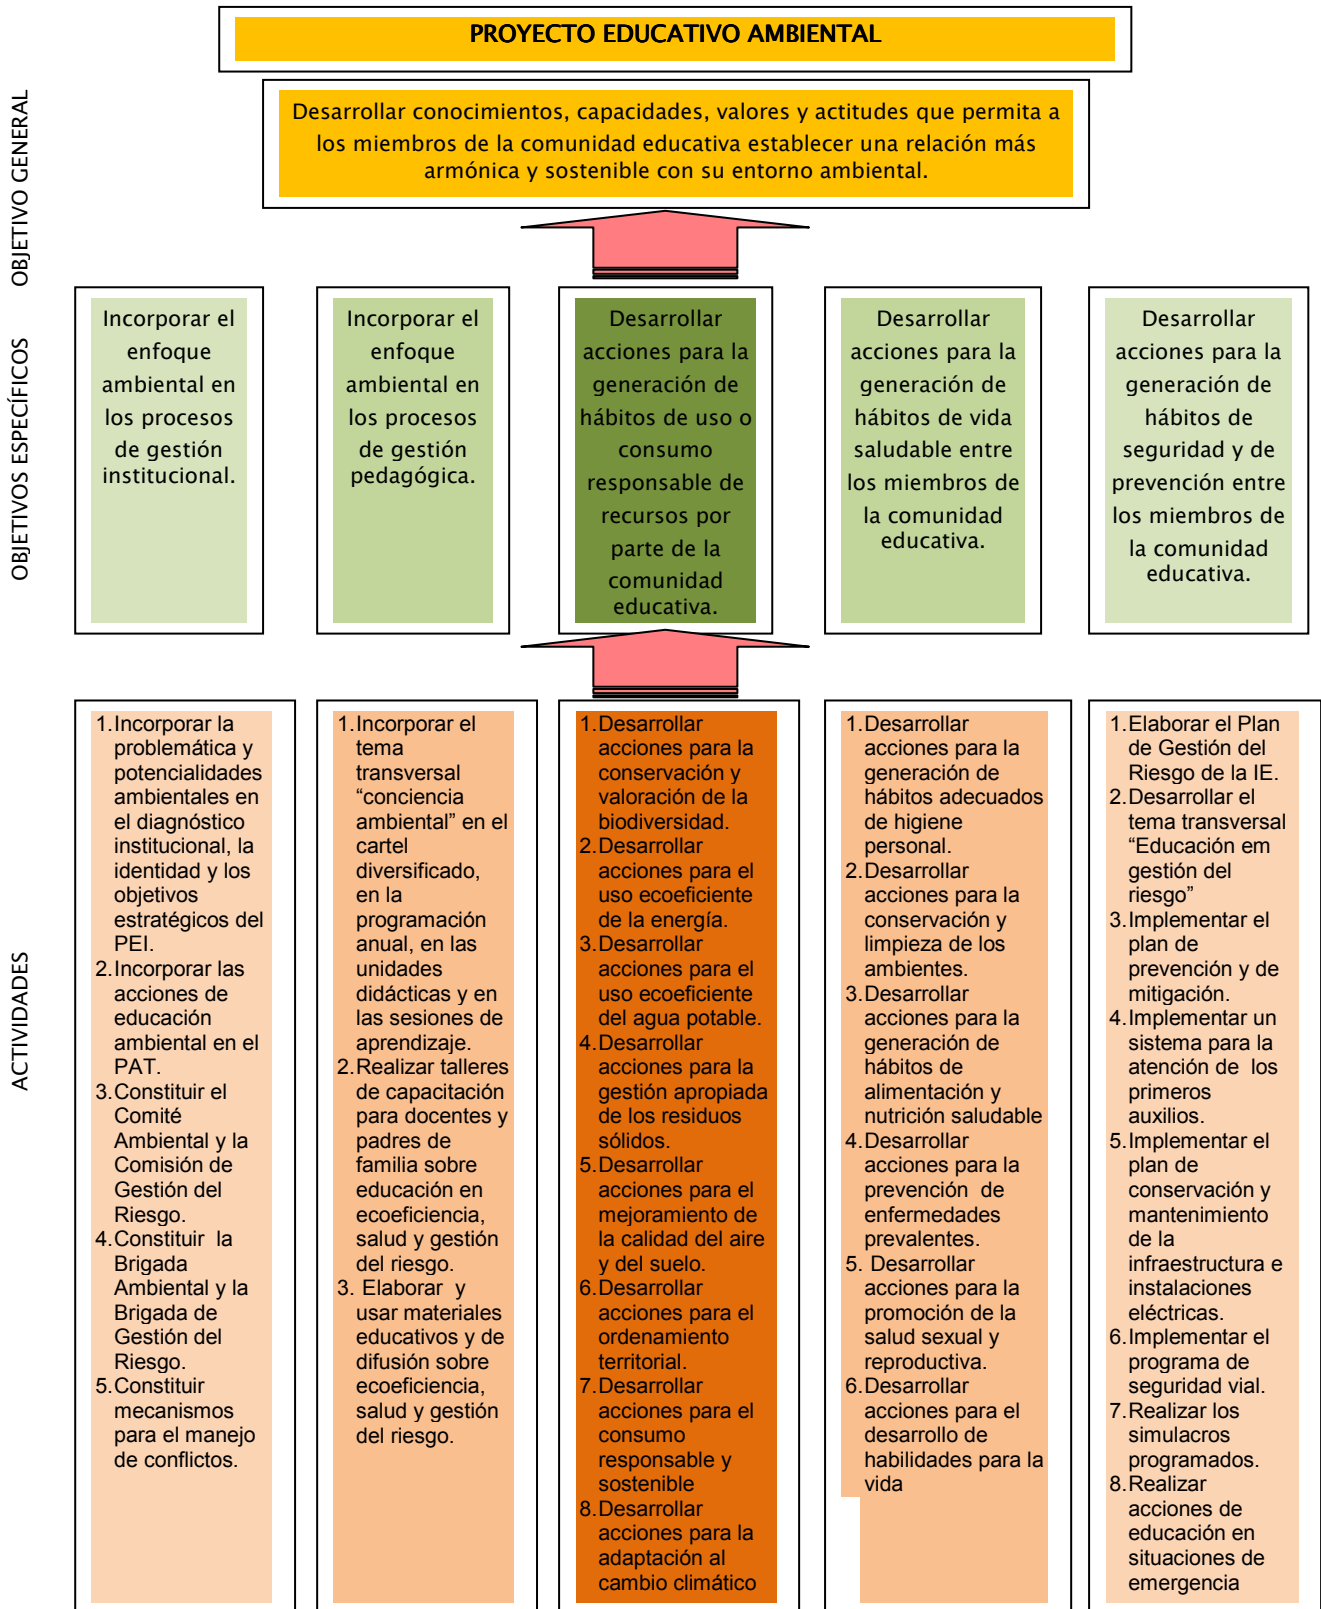 PROYECTO EDUCATIVO AMBIENTAL
OBJETIVO GENERAL
Desarrollar conocimientos, capacidades, valores y actitudes que permita a
los miembros de la comunidad educativa establecer una relación más
armónica y sostenible con su entorno ambiental.
OBJETIVOS ESPECÍFICOS
Incorporar el
enfoque
ambiental en
los procesos
de gestión
institucional.
Incorporar el
enfoque
ambiental en
los procesos
de gestión
pedagógica.
Desarrollar
acciones para la
generación de
hábitos de uso o
consumo
responsable de
recursos por
parte de la
comunidad
educativa.
Desarrollar
acciones para la
generación de
hábitos de vida
saludable entre
los miembros de
la comunidad
educativa.
Desarrollar
acciones para la
generación de
hábitos de
seguridad y de
prevención entre
los miembros de
la comunidad
educativa.
ACTIVIDADES
1.Incorporar la
problemática y
potencialidades
ambientales en
el diagnóstico
institucional, la
identidad y los
objetivos
estratégicos del
PEI.
2.Incorporar las
acciones de
educación
ambiental en el
PAT.
3.Constituir el
Comité
Ambiental y la
Comisión de
Gestión del
Riesgo.
4.Constituir la
Brigada
Ambiental y la
Brigada de
Gestión del
Riesgo.
5.Constituir
mecanismos
para el manejo
de conflictos.
1.Incorporar el
tema
transversal
“conciencia
ambiental” en el
cartel
diversificado,
en la
programación
anual, en las
unidades
didácticas y en
las sesiones de
aprendizaje.
2.Realizar talleres
de capacitación
para docentes y
padres de
familia sobre
educación en
ecoeficiencia,
salud y gestión
del riesgo.
3. Elaborar y
usar materiales
educativos y de
difusión sobre
ecoeficiencia,
salud y gestión
del riesgo.
1.Desarrollar
acciones para la
conservación y
valoración de la
biodiversidad.
2.Desarrollar
acciones para el
uso ecoeficiente
de la energía.
3.Desarrollar
acciones para el
uso ecoeficiente
del agua potable.
4.Desarrollar
acciones para la
gestión apropiada
de los residuos
sólidos.
5.Desarrollar
acciones para el
mejoramiento de
la calidad del aire
y del suelo.
6.Desarrollar
acciones para el
ordenamiento
territorial.
7.Desarrollar
acciones para el
consumo
responsable y
sostenible
8.Desarrollar
acciones para la
adaptación al
cambio climático
1.Desarrollar
acciones para la
generación de
hábitos adecuados
de higiene
personal.
2.Desarrollar
acciones para la
conservación y
limpieza de los
ambientes.
3.Desarrollar
acciones para la
generación de
hábitos de
alimentación y
nutrición saludable
4.Desarrollar
acciones para la
prevención de
enfermedades
prevalentes.
5. Desarrollar
acciones para la
promoción de la
salud sexual y
reproductiva.
6.Desarrollar
acciones para el
desarrollo de
habilidades para la
vida
1.Elaborar el Plan
de Gestión del
Riesgo de la IE.
2.Desarrollar el
tema transversal
“Educación em
gestión del
riesgo”
3.Implementar el
plan de
prevención y de
mitigación.
4.Implementar un
sistema para la
atención de los
primeros
auxilios.
5.Implementar el
plan de
conservación y
mantenimiento
de la
infraestructura e
instalaciones
eléctricas.
6.Implementar el
programa de
seguridad vial.
7.Realizar los
simulacros
programados.
8.Realizar
acciones de
educación en
situaciones de
emergencia